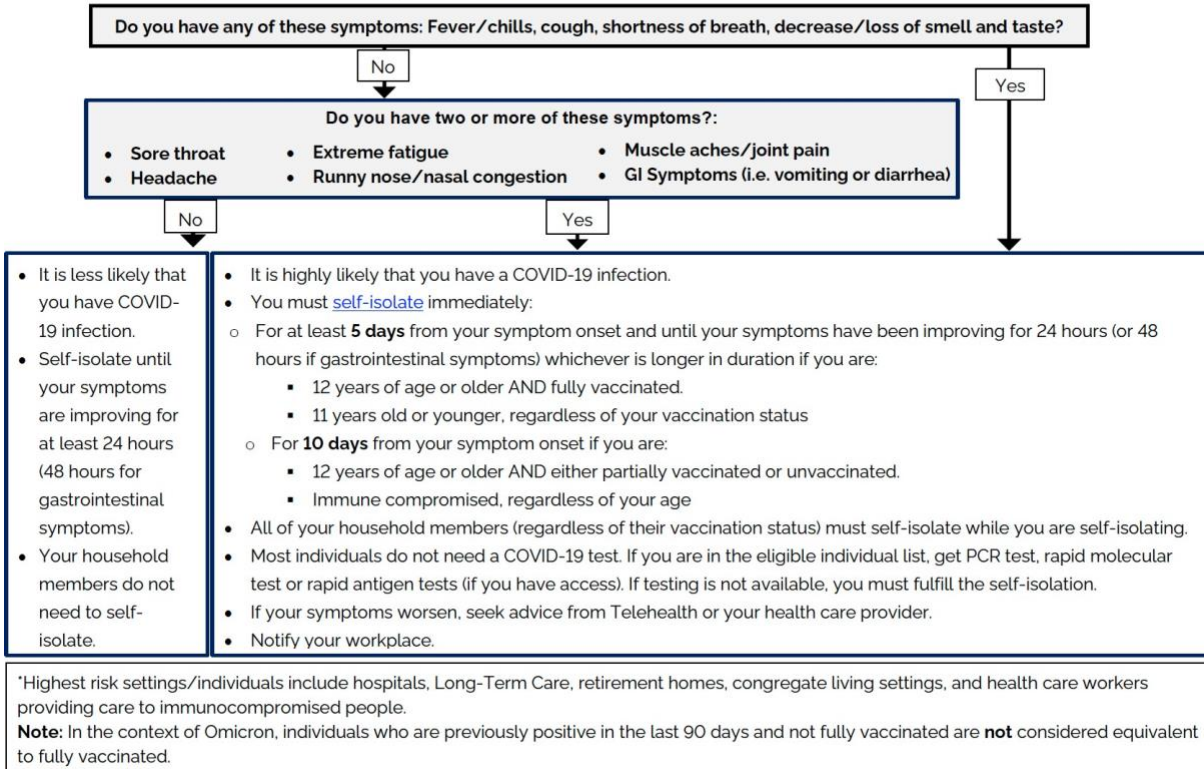 Do you have any of these symptoms: Fever/chills, cough, shortness of breath, decrease/loss of smell and taste?
No
Yes
Do you have two or more of these symptoms?:
• Sore throat
• Headache
• Extreme fatigue
• Runny nose/nasal congestion
• Muscle aches/joint pain
• GI Symptoms (i.e. vomiting or diarrhea)
No
Yes
• It is less likely that
you have COVID-
19 infection.
• Self-isolate until
your symptoms
are improving for
at least 24 hours
(48 hours for
gastrointestinal
symptoms).
• Your household
members do not
need to self-
isolate.
• It is highly likely that you have a COVID-19 infection.
• You must self-isolate immediately:
o For at least 5 days from your symptom onset and until your symptoms have been improving for 24 hours (or 48
hours if gastrointestinal symptoms) whichever is longer in duration if you are:
▪ 12 years of age or older AND fully vaccinated.
▪ 11 years old or younger, regardless of your vaccination status
o For 10 days from your symptom onset if you are:
▪ 12 years of age or older AND either partially vaccinated or unvaccinated.
▪ Immune compromised, regardless of your age
• All of your household members (regardless of their vaccination status) must self-isolate while you are self-isolating.
• Most individuals do not need a COVID-19 test. If you are in the eligible individual list, get PCR test, rapid molecular
test or rapid antigen tests (if you have access). If testing is not available, you must fulfill the self-isolation.
• If your symptoms worsen, seek advice from Telehealth or your health care provider.
• Notify your workplace.
*Highest risk settings/individuals include hospitals, Long-Term Care, retirement homes, congregate living settings, and health care workers
providing care to immunocompromised people.
Note: In the context of Omicron, individuals who are previously positive in the last 90 days and not fully vaccinated are not considered equivalent
to fully vaccinated.